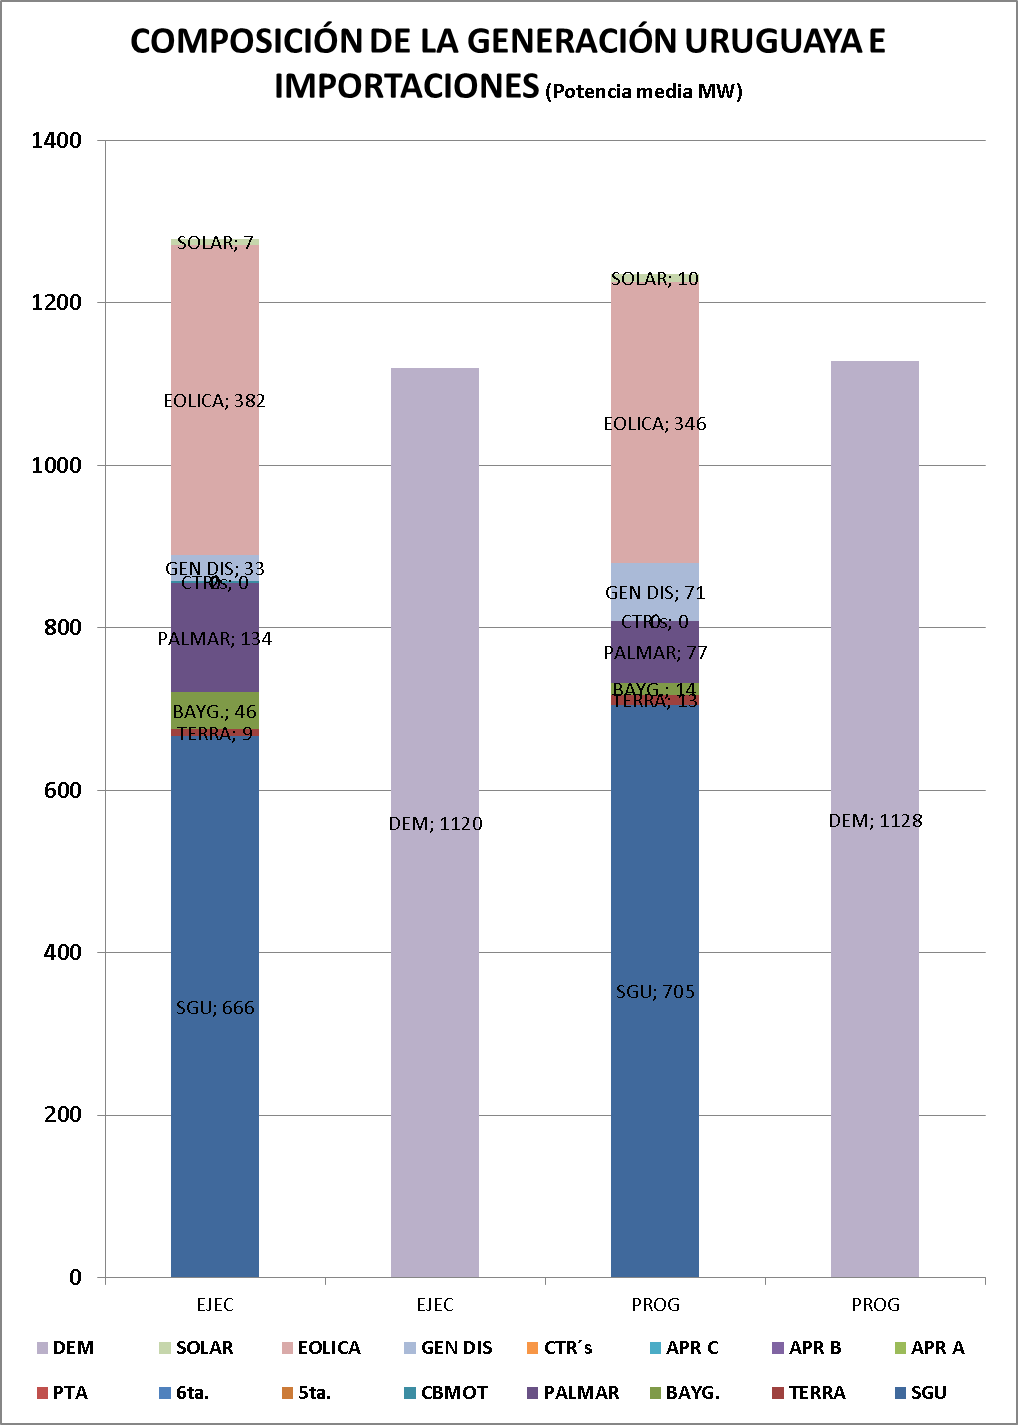 COMPOSICIÓN DE LA GENERACIÓN URUGUAYA E
IMPORTACIONES (Potencia media MW)
1400
1200
1000
800
600
400
200
0
SOLAR; 7
EOLICA; 382
GEN DIS; 33
CTR´s; 0
PALMAR; 134
BAYG.; 46
TERRA; 9
SGU; 666
DEM; 1120
SOLAR; 10
EOLICA; 346
GEN DIS; 71
CTR´s; 0
0
PALMAR; 77
BAYG.; 14
TERRA; 13
SGU; 705
DEM; 1128
EJEC EJEC PROG PROG
DEM SOLAR EOLICA GEN DIS CTR´s APR C APR B APR A
PTA 6ta. 5ta. CBMOT PALMAR BAYG. TERRA SGU